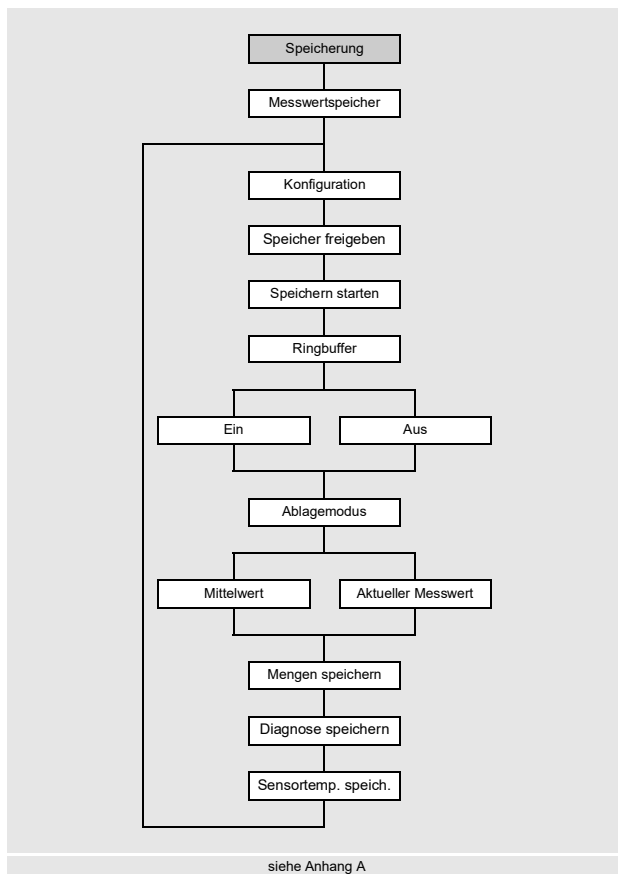 Speicherung
Messwertspeicher
Konfiguration
Speicher freigeben
Speichern starten
Ringbuffer
Ein
Aus
Ablagemodus
Mittelwert
Aktueller Messwert
Mengen speichern
Diagnose speichern
Sensortemp. speich.
siehe Anhang A